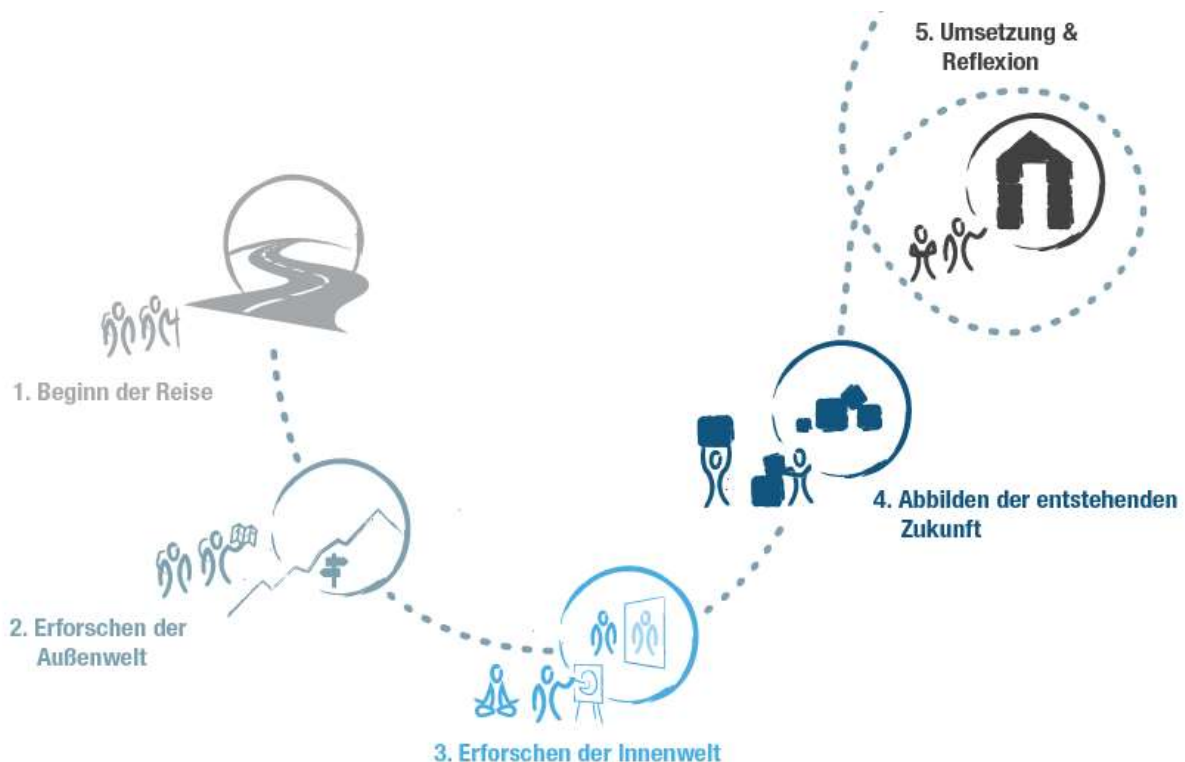 1. Beginn der Reise
2. Erforschen der
Außenwelt
3. Erforschen der Innenwelt
4. Abbilden der entstehenden
Zukunft
5. Umsetzung &
Reflexion